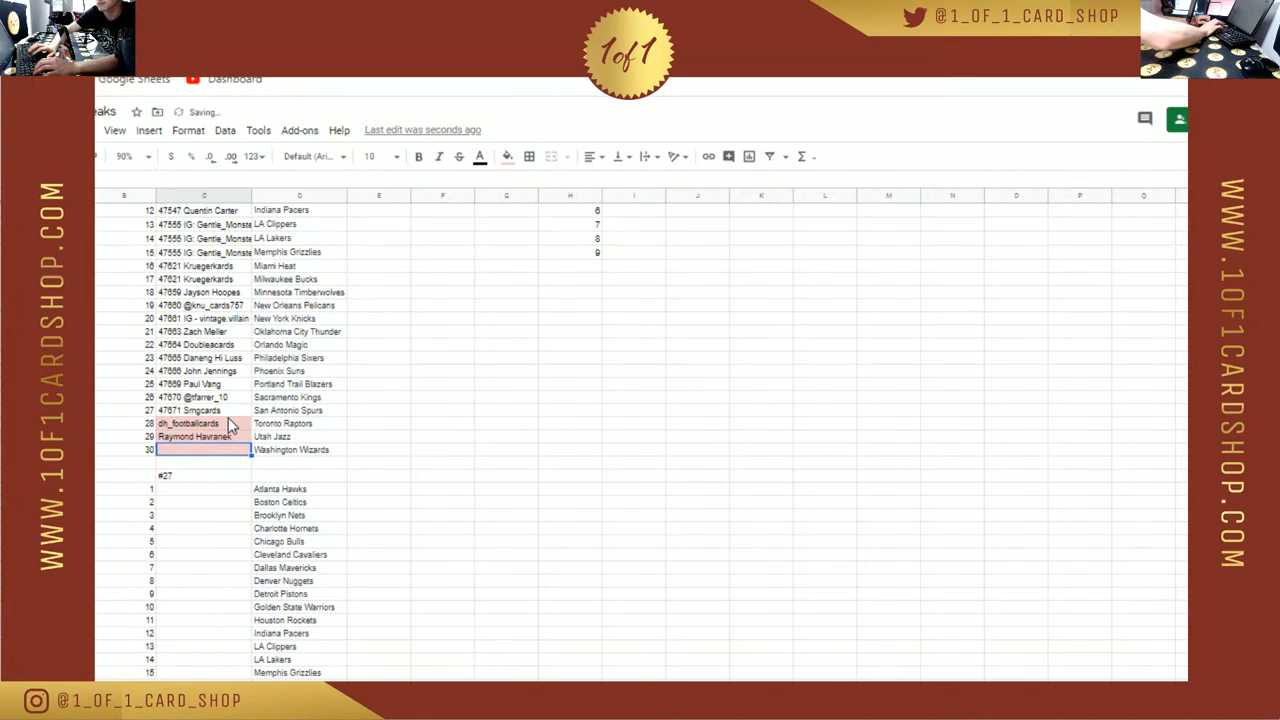 1of1
@1_OF_1_CARD_SHOP
Google Sheets Dashboard
eaks Saving...
View Insert Format Data Tools Add-ons Help Last edit was seconds ago
90% $ % .0 .00 123 Default (Ari... 10 B I S A
B C D E F G H I J K L M N O P Q
12 47547 Quentin Carter Indiana Pacers 6
13 47555 IG: Gentle_Monste LA Clippers 7
14 47555 IG: Gentle_Monste LA Lakers 8
15 47555 IG: Gentle_Monste Memphis Grizzlies 9
16 47621 Kruegerkards Miami Heat
17 47621 Kruegerkards Milwaukee Bucks
18 47659 Jayson Hoopes Minnesota Timberwolves
19 47660 @knu_cards757 New Orleans Pelicans
20 47661 IG - vintage.villain New York Knicks
21 47663 Zach Meller Oklahoma City Thunder
22 47664 Doubleacards Orlando Magic
23 47665 Daneng Hi Luss Philadelphia Sixers
24 47666 John Jennings Phoenix Suns
25 47669 Paul Vang Portland Trail Blazers
26 47670 @tfarrer_10 Sacramento Kings
27 47671 Smgcards San Antonio Spurs
28 dh_footballcards Toronto Raptors
29 Raymond Havranek Utah Jazz
30 Washington Wizards
#27
1 Atlanta Hawks
2 Boston Celtics
3 Brooklyn Nets
4 Charlotte Hornets
5 Chicago Bulls
6 Cleveland Cavaliers
7 Dallas Mavericks
8 Denver Nuggets
9 Detroit Pistons
10 Golden State Warriors
11 Houston Rockets
12 Indiana Pacers
13 LA Clippers
14 LA Lakers
15 Memphis Grizzlies
WWW.1OF1CARDSHOP.COM
WWW.1OF1CARDSHOP.COM
@1_OF_1_CARD_SHOP